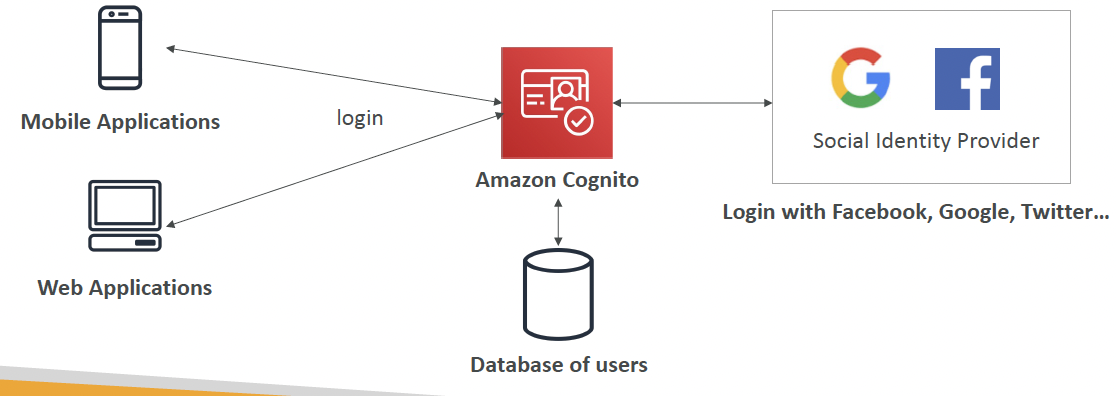 Mobile Applications
login
Web Applications
Amazon Cognito
Database of users
Social Identity Provider
Login with Facebook, Google, Twitter...